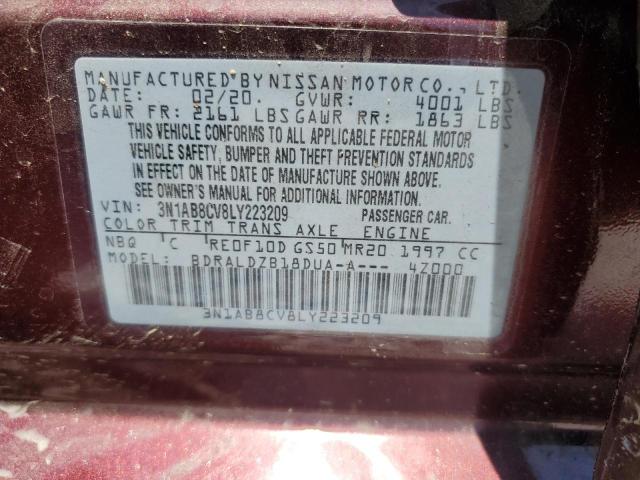 MANUFACTURED BY NISSAN MOTOR CO., LTD.
DATE: 02/20. GVWR: 4001 LBS
GAWR FR: 2161 LBS GAWR RR: 1863 LBS
THIS VEHICLE CONFORMS TO ALL APPLICABLE FEDERAL MOTOR
VEHICLE SAFETY, BUMPER AND THEFT PREVENTION STANDARDS
IN EFFECT ON THE DATE OF MANUFACTURE SHOWN ABOVE.
SEE OWNER'S MANUAL FOR ADDITIONAL INFORMATION.
VIN: 3N1AB8CV8LY223209 PASSENGER CAR.
COLOR TRIM TRANS AXLE ENGINE
NBQ C RE0F10D GS50 MR20 1997 CC
MODEL: BDRALDZB18DUA-A--- 4Z000
3N1AB8CV8LY223209